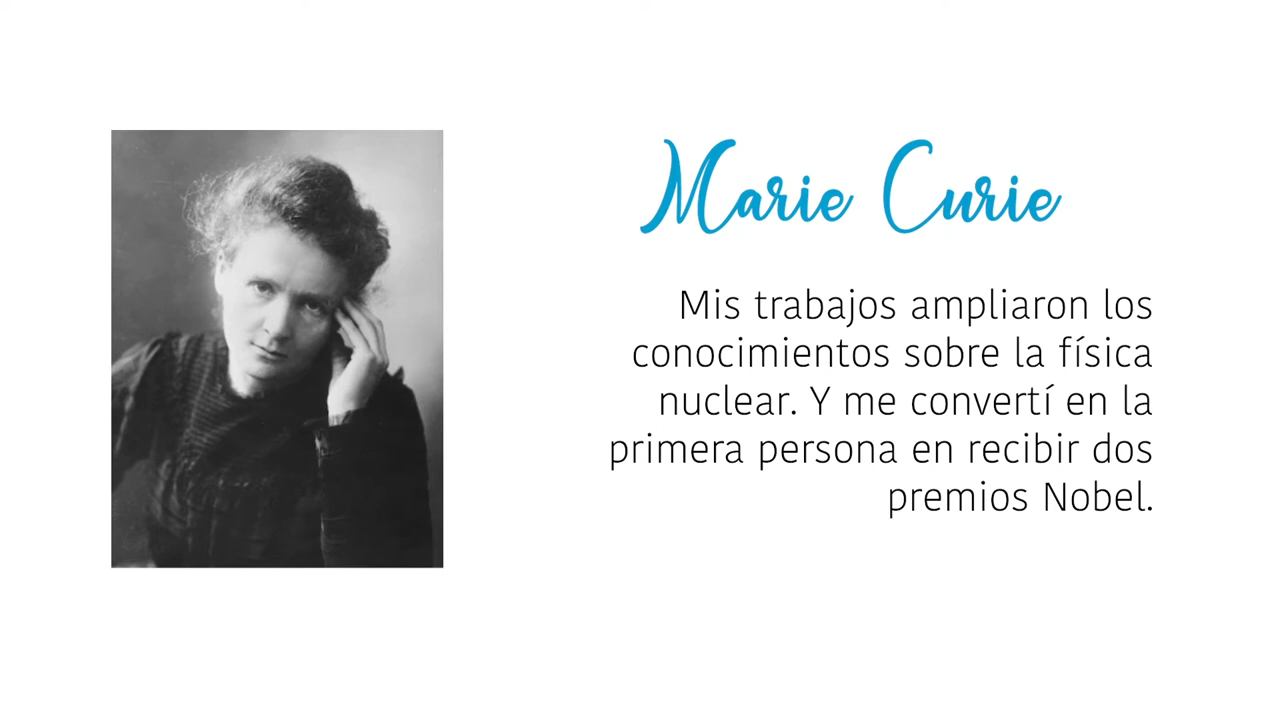 Marie Curie
Mis trabajos ampliaron los
conocimientos sobre la física
nuclear. Y me convertí en la
primera persona en recibir dos
premios Nobel.